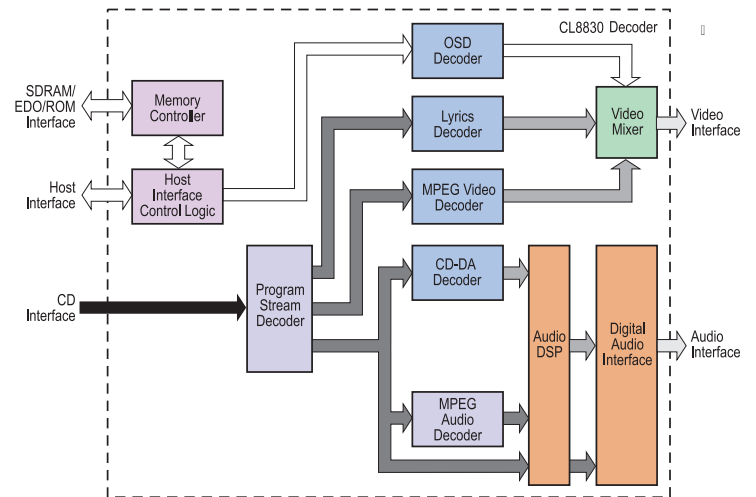 CL8830 Decoder
OSD
Decoder
SDRAM/
EDO/ROM
Interface
Memory
Controller
Lyrics
Decoder
Video
Mixer
Video
Interface
Host
Interface
Host
Interface
Control Logic
MPEG Video
Decoder
CD-DA
Decoder
CD
Interface
Program
Stream
Decoder
Audio
DSP
Digital
Audio
Interface
Audio
Interface
MPEG
Audio
Decoder